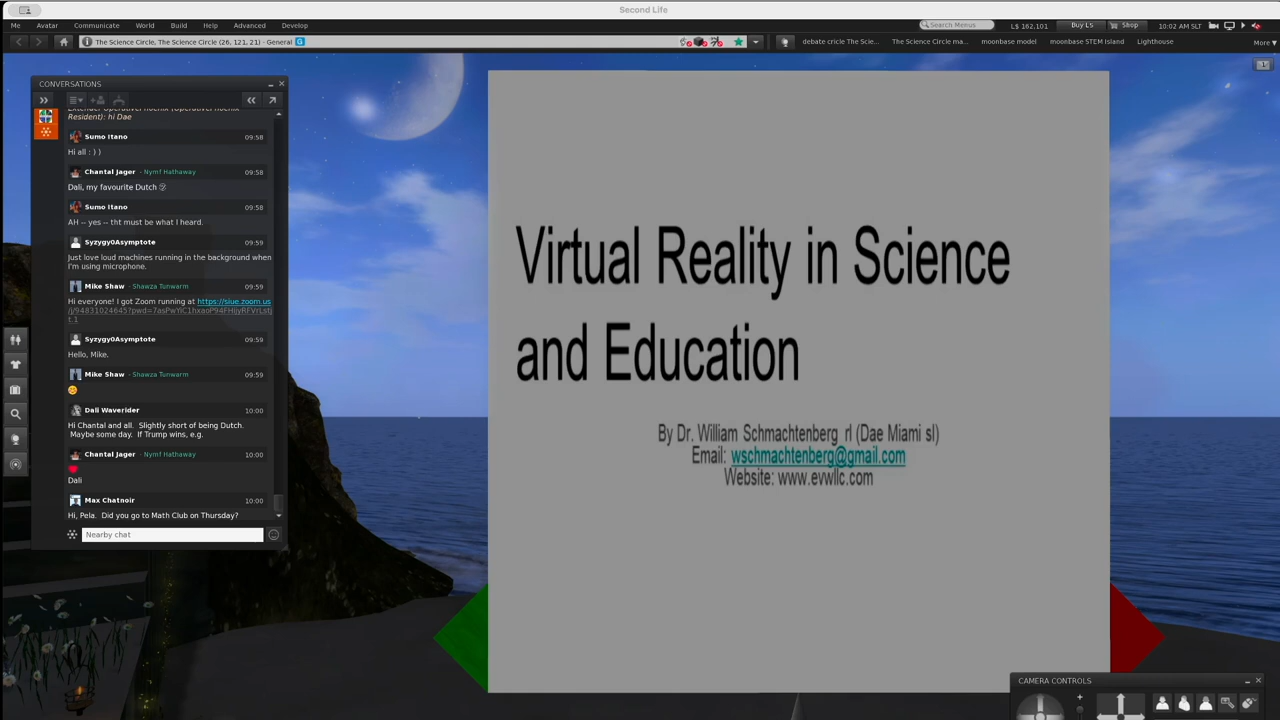 Second Life
Me Avatar Communicate World Build Help Advanced Develop
Search Menus
L$ 162,101
Buy L$
Shop
10:02 AM SLT
The Science Circle, The Science Circle (26, 121, 21) - General G
debate cricle The Scie...
The Science Circle ma...
moonbase model
moonbase STEM Island
Lighthouse
More ▾
1
CONVERSATIONS
Resident): hi Dae
Sumo Itano 09:58
Hi all : ) )
Chantal Jager - Nymf Hathaway 09:58
Dali, my favourite Dutch
Sumo Itano 09:58
AH -- yes -- tht must be what I heard.
Syzygy0Asymptote 09:59
Just love loud machines running in the background when
I'm using microphone.
Mike Shaw - Shawza Tunwarm 09:59
Hi everyone! I got Zoom running at https://siue.zoom.us
Syzygy0Asymptote 09:59
Hello, Mike.
Mike Shaw - Shawza Tunwarm 09:59
Dali Waverider 10:00
Hi Chantal and all. Slightly short of being Dutch.
Maybe some day. If Trump wins, e.g.
Chantal Jager - Nymf Hathaway 10:00
Dali
Max Chatnoir 10:00
Hi, Pela. Did you go to Math Club on Thursday?
Nearby chat
Virtual Reality in Science
and Education
By Dr. William Schmachtenberg rl (Dae Miami sl)
Email: wschmachtenberg@gmail.com
Website: www.evwllc.com
CAMERA CONTROLS